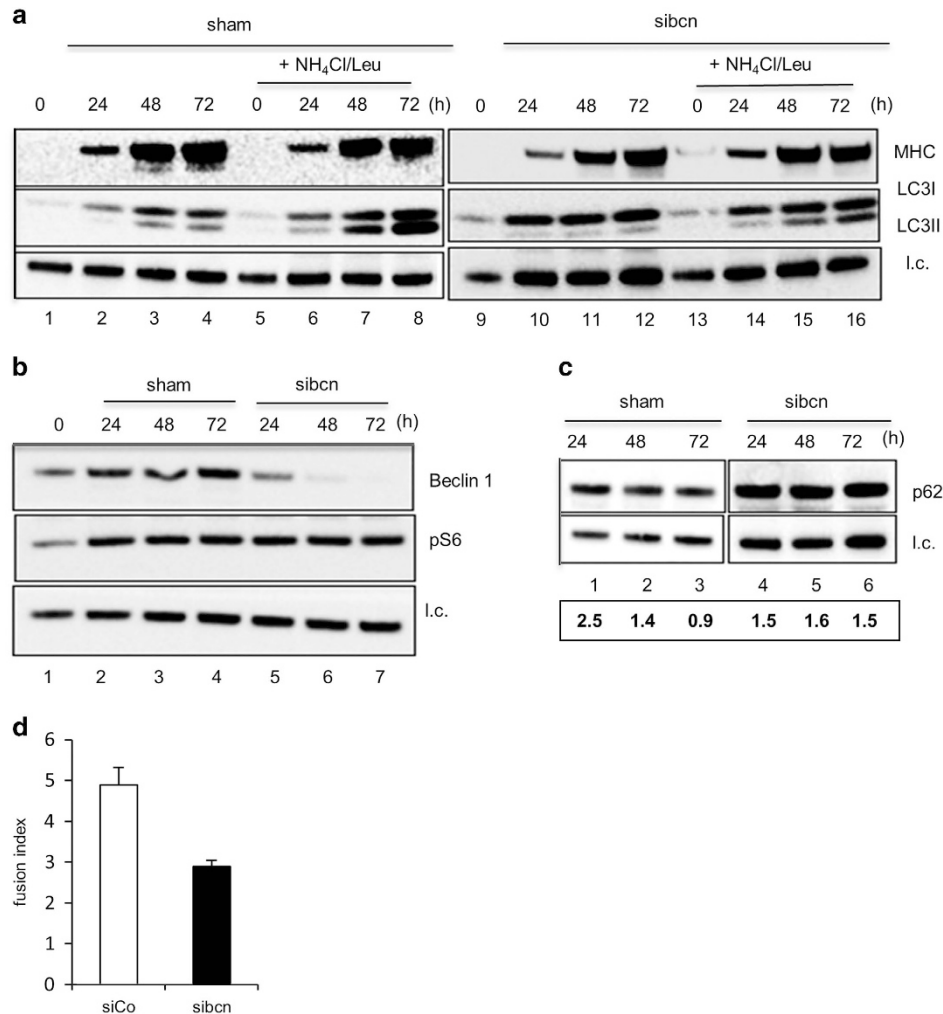 a
sham
sibcn
+ NH₄Cl/Leu
+ NH₄Cl/Leu
0 24 48 72 0 24 48 72 (h)
0 24 48 72 0 24 48 72 (h)
MHC
LC3I
LC3II
l.c.
1 2 3 4 5 6 7 8
9 10 11 12 13 14 15 16
b
sham
sibcn
0 24 48 72 24 48 72 (h)
Beclin 1
pS6
l.c.
1 2 3 4 5 6 7
c
sham
sibcn
24 48 72
24 48 72 (h)
p62
l.c.
1 2 3 4 5 6
2.5 1.4 0.9 1.5 1.6 1.5
d
fusion index
6
5
4
3
2
1
0
siCo
sibcn